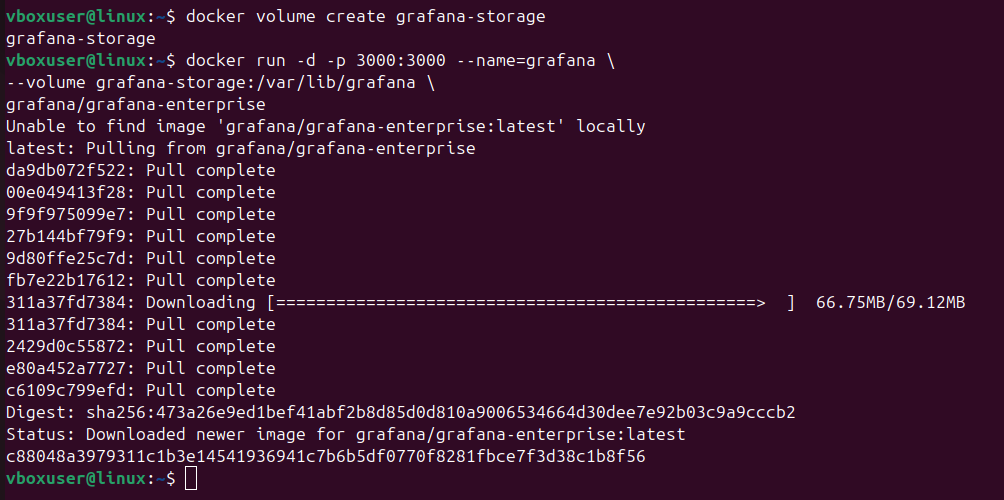 vboxuser@linux:~$ docker volume create grafana-storage
grafana-storage
vboxuser@linux:~$ docker run -d -p 3000:3000 --name=grafana \
--volume grafana-storage:/var/lib/grafana \
grafana/grafana-enterprise
Unable to find image 'grafana/grafana-enterprise:latest' locally
latest: Pulling from grafana/grafana-enterprise
da9db072f522: Pull complete
00e049413f28: Pull complete
9f9f975099e7: Pull complete
27b144bf79f9: Pull complete
9d80ffe25c7d: Pull complete
fb7e22b17612: Pull complete
311a37fd7384: Downloading [================================================>  ]  66.75MB/69.12MB
311a37fd7384: Pull complete
2429d0c55872: Pull complete
e80a452a7727: Pull complete
c6109c799efd: Pull complete
Digest: sha256:473a26e9ed1bef41abf2b8d85d0d810a9006534664d30dee7e92b03c9a9cccb2
Status: Downloaded newer image for grafana/grafana-enterprise:latest
c88048a3979311c1b3e14541936941c7b6b5df0770f8281fbce7f3d38c1b8f56
vboxuser@linux:~$